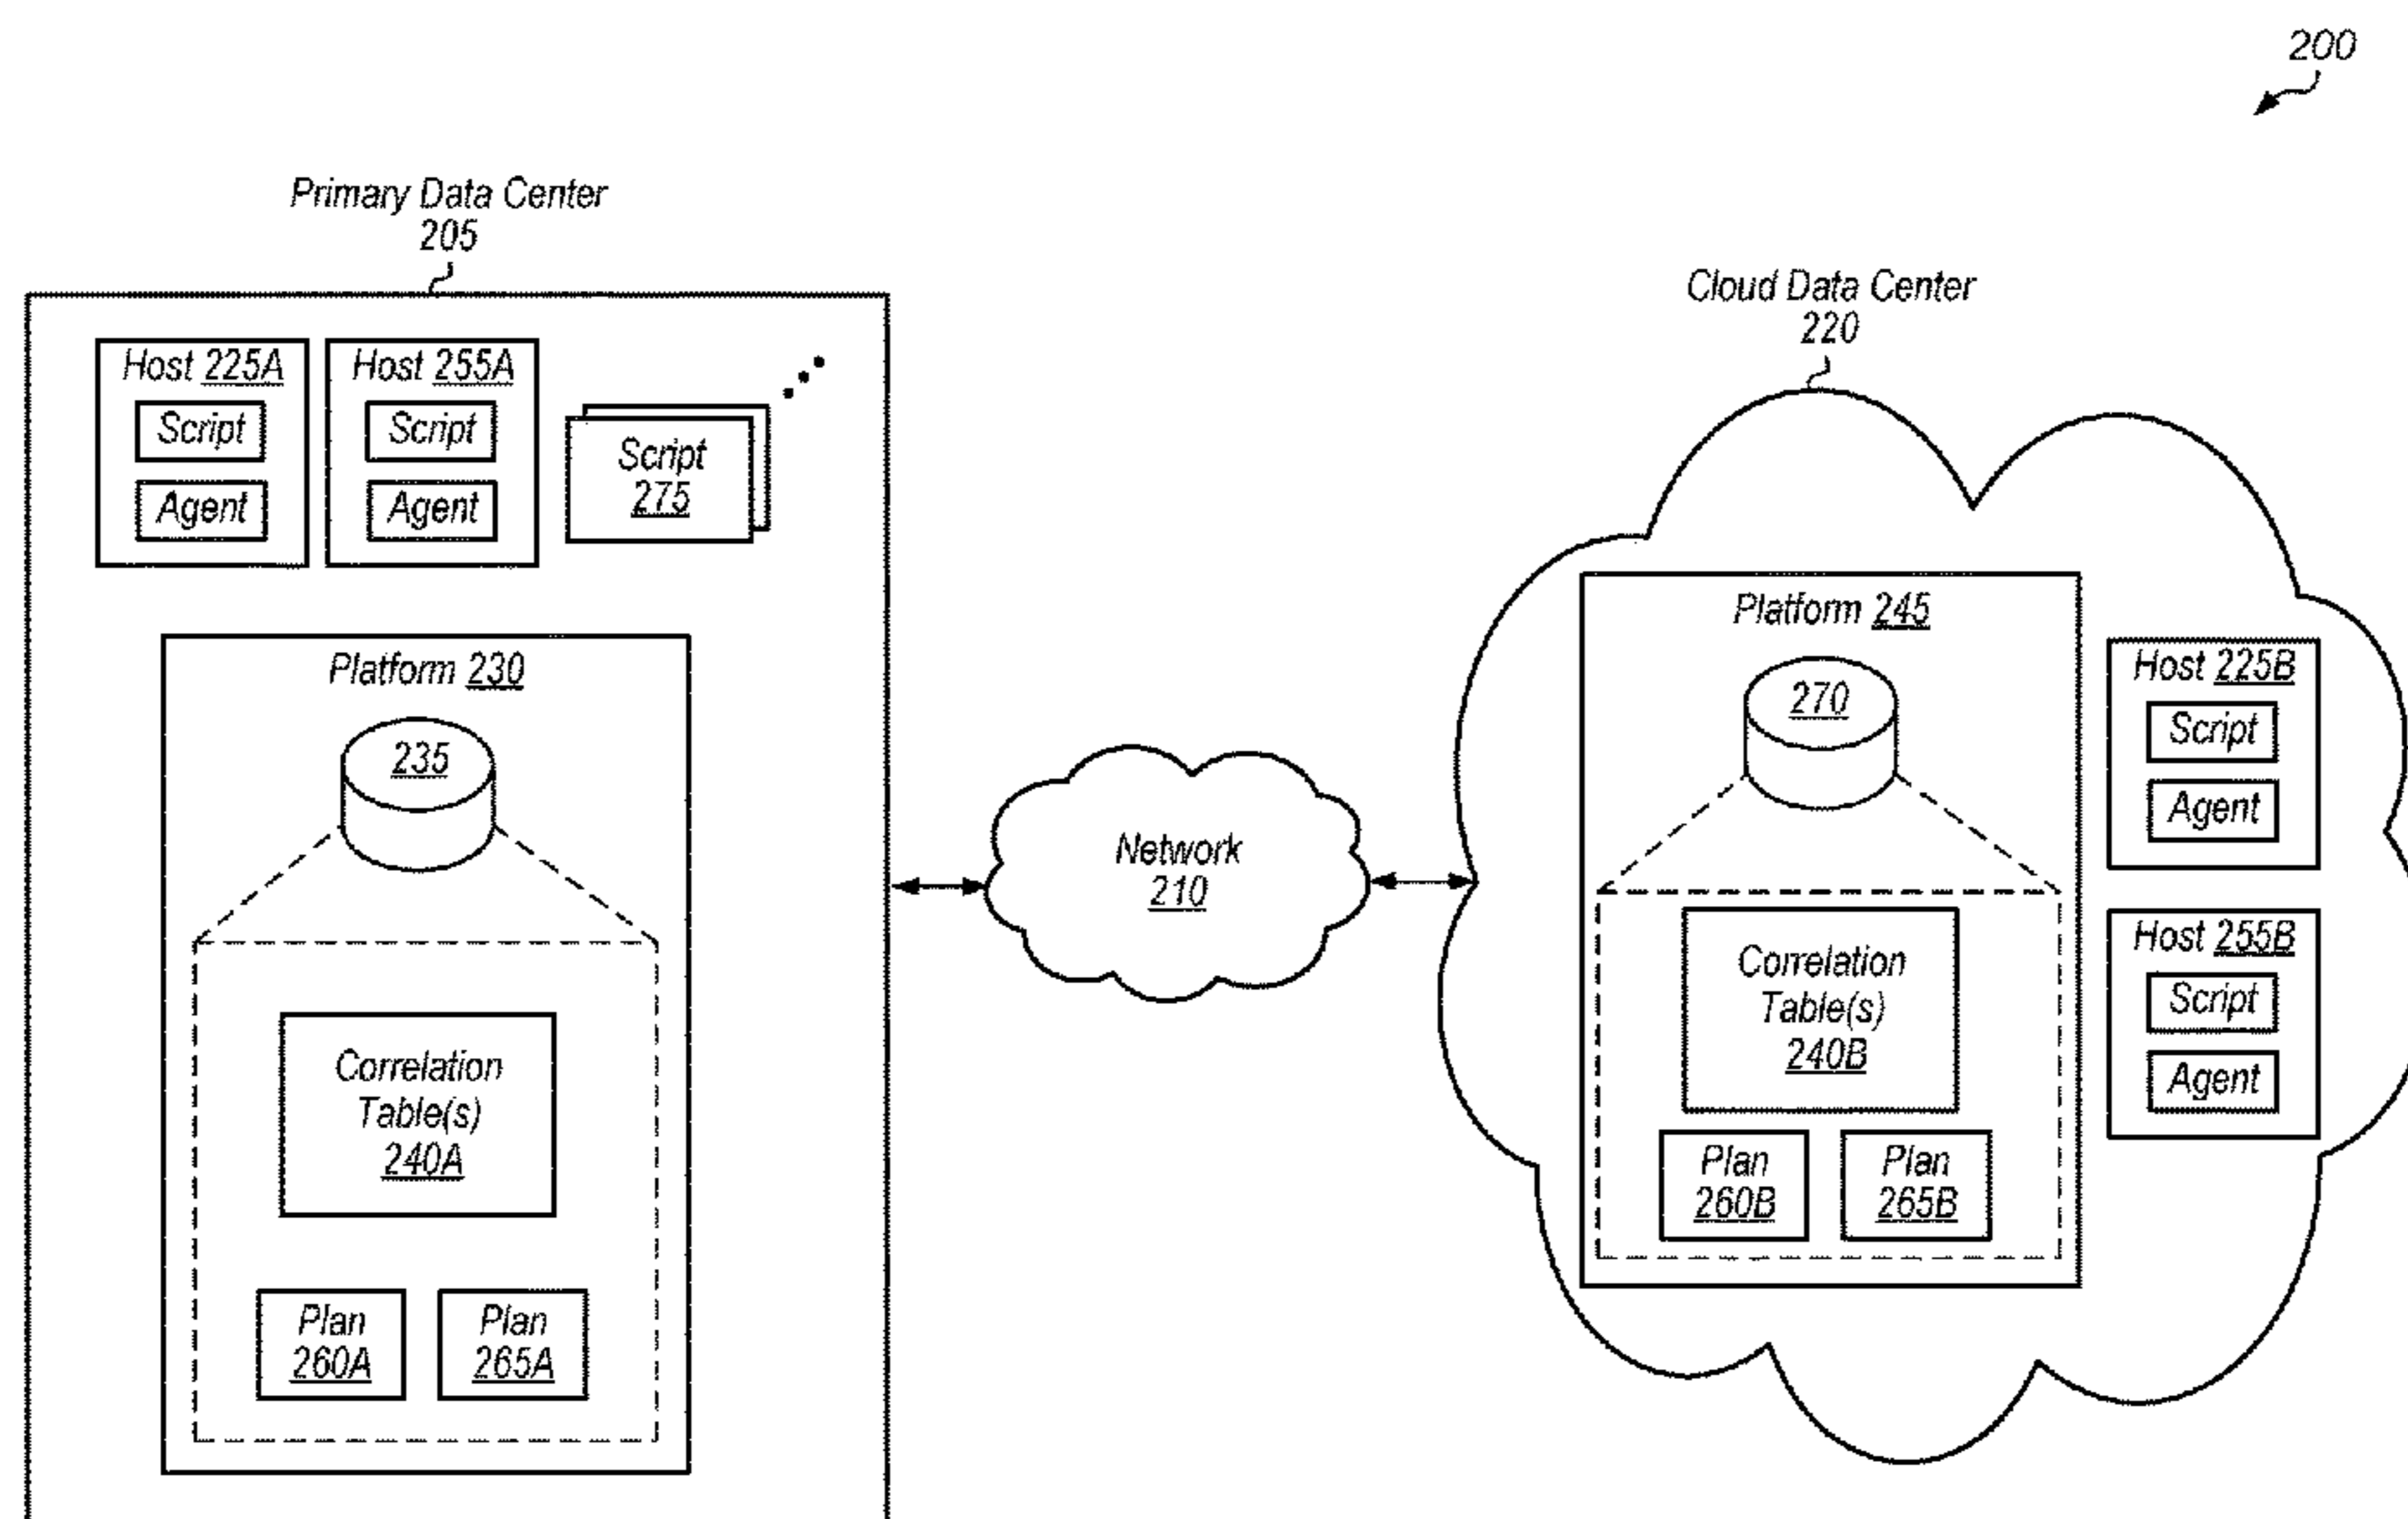 200
Primary Data Center
205
Host 225A
Script
Agent
Host 255A
Script
Agent
Script
275
Platform 230
235
Correlation
Table(s)
240A
Plan
260A
Plan
265A
Network
210
Cloud Data Center
220
Platform 245
270
Correlation
Table(s)
240B
Plan
260B
Plan
265B
Host 225B
Script
Agent
Host 255B
Script
Agent